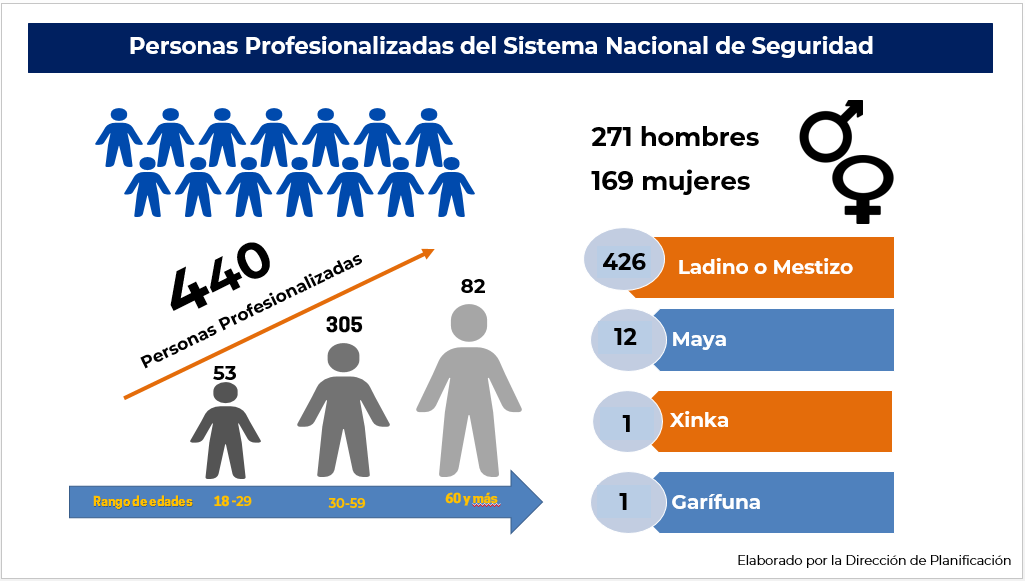 Personas Profesionalizadas del Sistema Nacional de Seguridad
271 hombres
169 mujeres
440
Personas Profesionalizadas
53
305
82
Rango de edades
18 -29
30-59
60 y más
426
Ladino o Mestizo
12
Maya
1
Xinka
1
Garífuna
Elaborado por la Dirección de Planificación